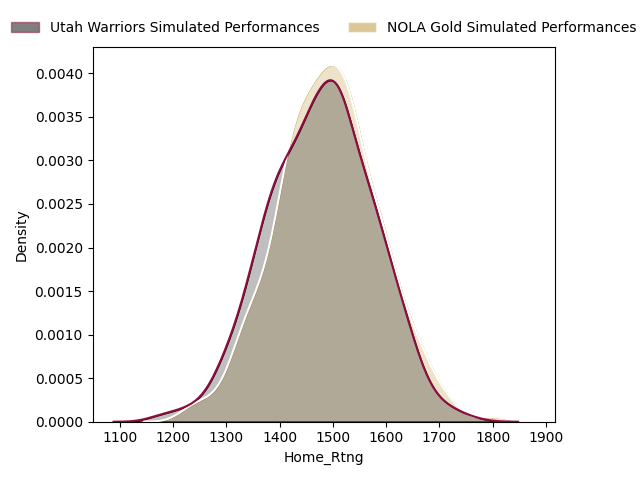 Utah Warriors Simulated Performances NOLA Gold Simulated Performances
0.0040
0.0035
0.0030
0.0025
0.0020
0.0015
0.0010
0.0005
0.0000
Density
1100 1200 1300 1400 1500 1600 1700 1800 1900
Home_Rtng